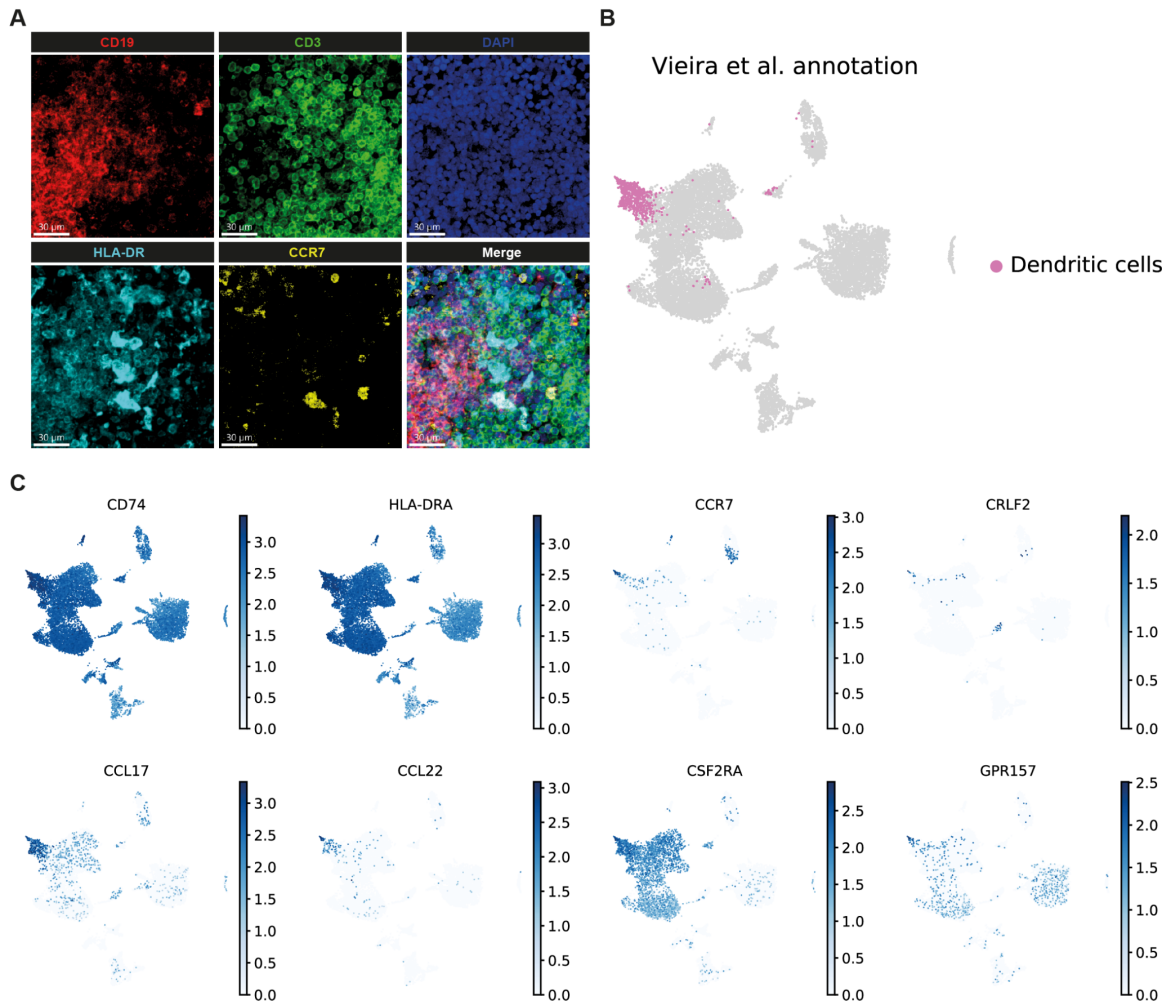 A
CD19
CD3
DAPI
30 µm
30 µm
30 µm
HLA-DR
CCR7
Merge
30 µm
30 µm
30 µm
B
Vieira et al. annotation
Dendritic cells
C
CD74
3.0
2.5
2.0
1.5
1.0
0.5
0.0
HLA-DRA
3.0
2.5
2.0
1.5
1.0
0.5
0.0
CCR7
3.0
2.5
2.0
1.5
1.0
0.5
0.0
CRLF2
2.0
1.5
1.0
0.5
0.0
CCL17
3.0
2.5
2.0
1.5
1.0
0.5
0.0
CCL22
3.0
2.5
2.0
1.5
1.0
0.5
0.0
CSF2RA
2.5
2.0
1.5
1.0
0.5
0.0
GPR157
2.5
2.0
1.5
1.0
0.5
0.0